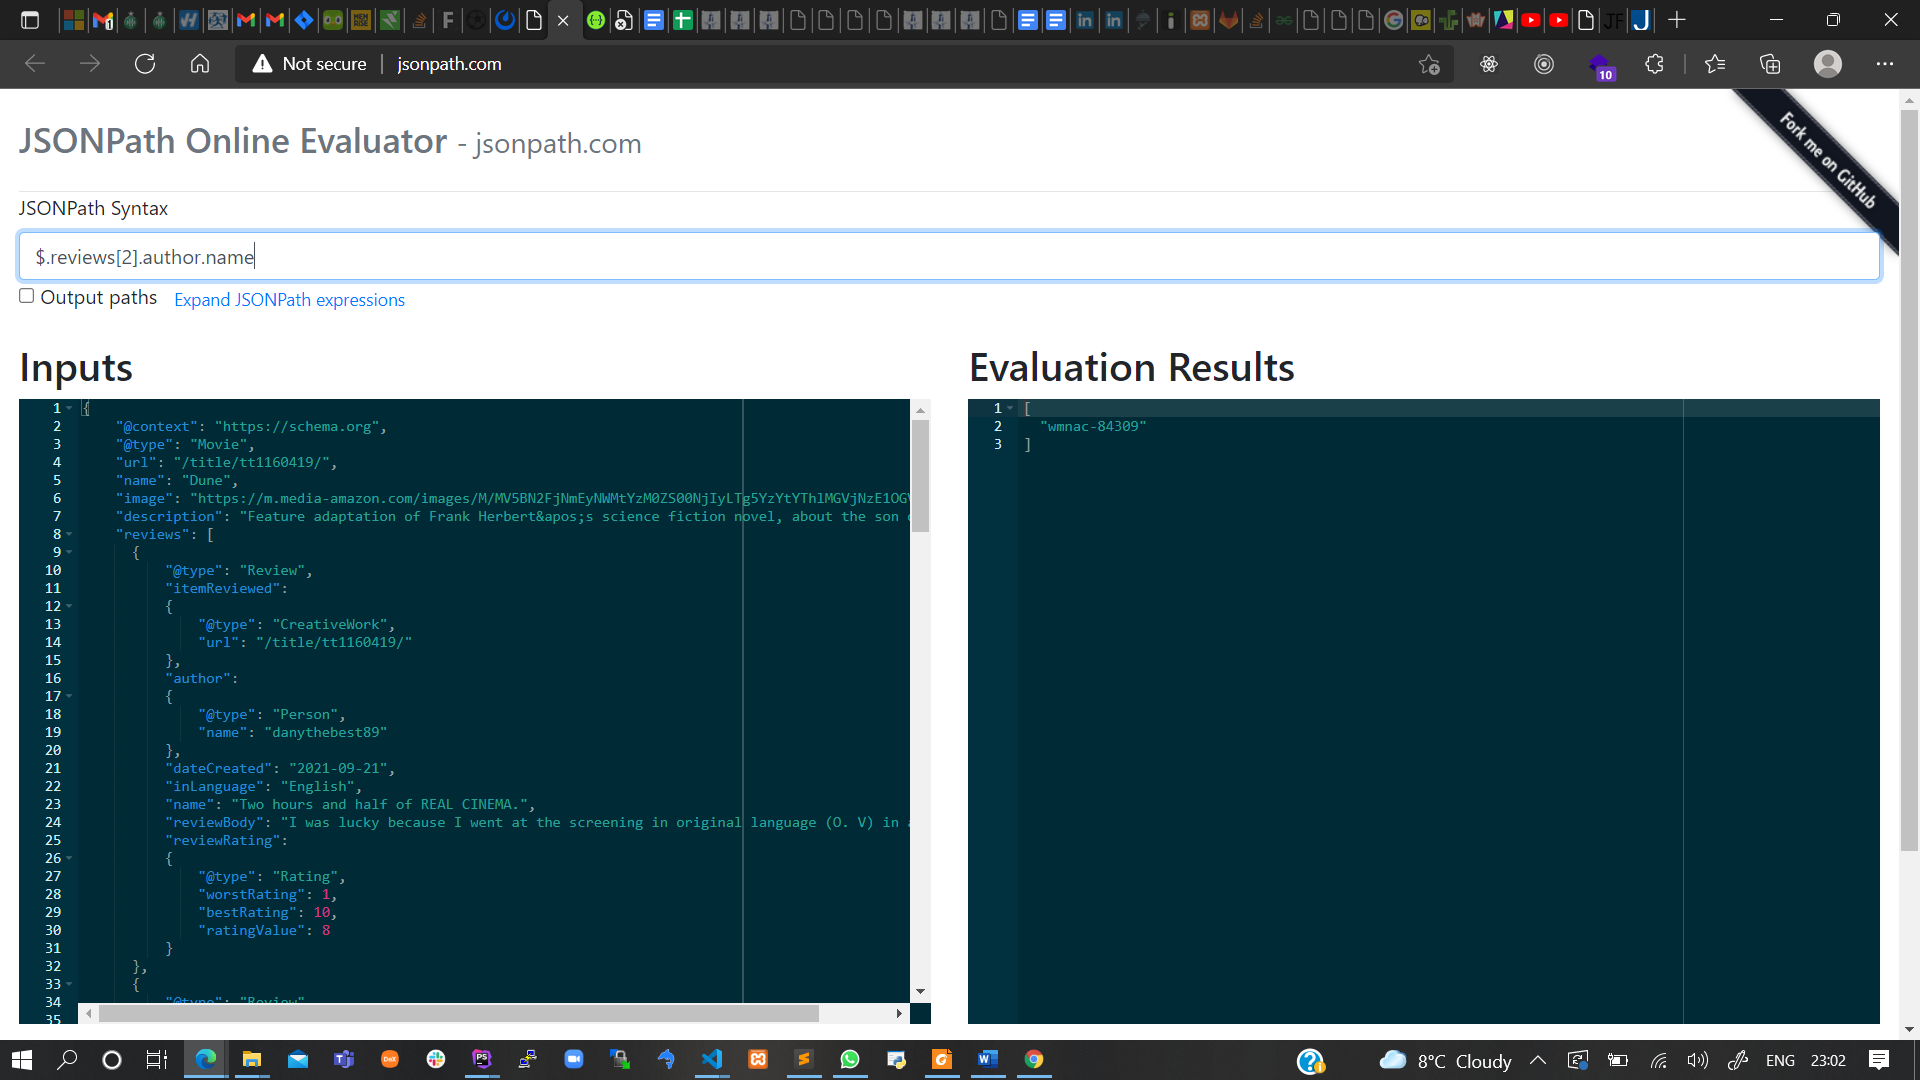 Not secure
jsonpath.com
10
Fork me on GitHub
JSONPath Online Evaluator - jsonpath.com
JSONPath Syntax
$.reviews[2].author.name
Output paths Expand JSONPath expressions
Inputs
1 {
2 "@context": "https://schema.org",
3 "@type": "Movie",
4 "url": "/title/tt1160419/",
5 "name": "Dune",
6 "image": "https://m.media-amazon.com/images/M/MV5BN2FjNmEyNWMtYzM0ZS00NjIyLTg5YzYtYThlMGVjNzE1OGV
7 "description": "Feature adaptation of Frank Herbert&apos;s science fiction novel, about the son
8 "reviews": [
9 {
10 "@type": "Review",
11 "itemReviewed":
12 {
13 "@type": "CreativeWork",
14 "url": "/title/tt1160419/"
15 },
16 "author":
17 {
18 "@type": "Person",
19 "name": "danythebest89"
20 },
21 "dateCreated": "2021-09-21",
22 "inLanguage": "English",
23 "name": "Two hours and half of REAL CINEMA.",
24 "reviewBody": "I was lucky because I went at the screening in original language (O. V) in
25 "reviewRating":
26 {
27 "@type": "Rating",
28 "worstRating": 1,
29 "bestRating": 10,
30 "ratingValue": 8
31 }
32 },
33 {
34 "@type": "Review"
35
Evaluation Results
1 [
2 "wmnac-84309"
3 ]
8°C Cloudy
ENG
23:02